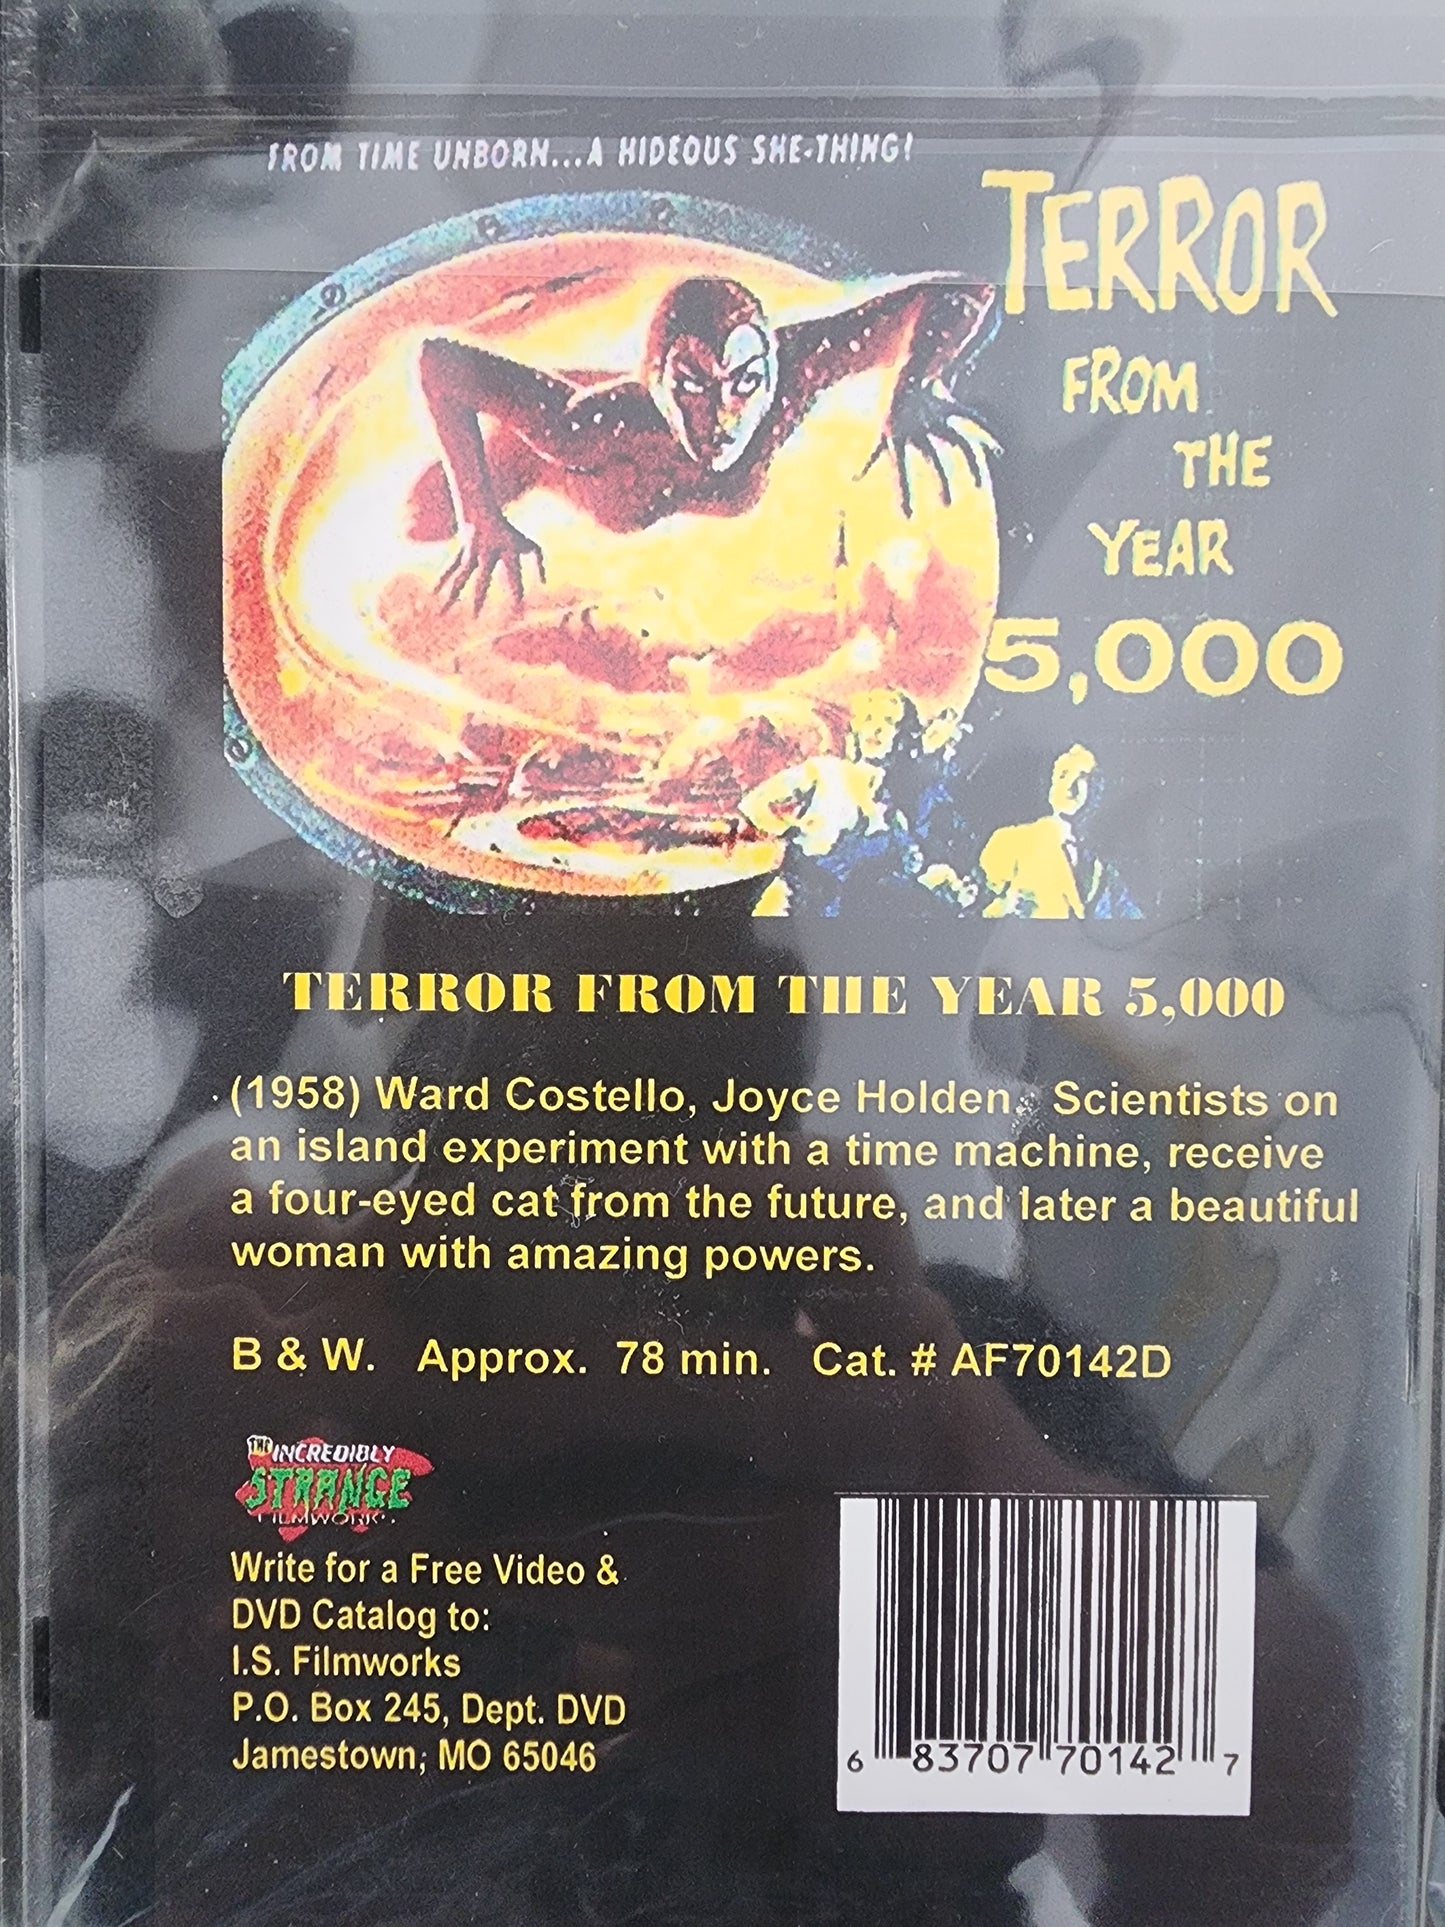 FROM TIME UNBORN...A HIDEOUS SHE-THING!
TERROR
FROM
THE
YEAR
5,000
TERROR FROM THE YEAR 5,000
(1958) Ward Costello, Joyce Holden. Scientists on
an island experiment with a time machine, receive
a four-eyed cat from the future, and later a beautiful
woman with amazing powers.
B & W. Approx. 78 min. Cat. # AF70142D
THE INCREDIBLY
STRANGE
FILMWORKS
Write for a Free Video &
DVD Catalog to:
I.S. Filmworks
P.O. Box 245, Dept. DVD
Jamestown, MO 65046
6 83707 70142 7